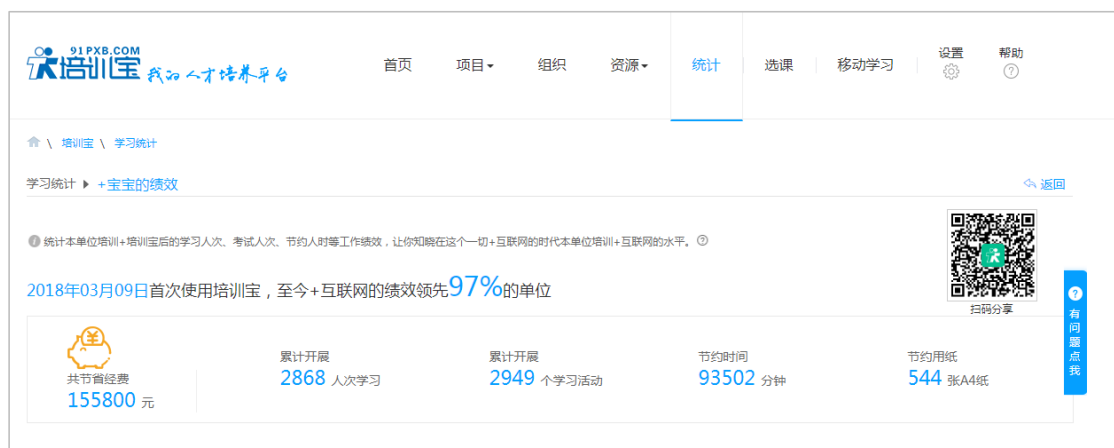 91PXB.COM
培训宝 我的人才培养平台
首页 项目 组织 资源 统计 选课 移动学习 设置 帮助
\ 培训宝 \ 学习统计
学习统计 +宝宝的绩效 返回
统计本单位培训+培训宝后的学习人次、考试人次、节约人时等工作绩效，让你知晓在这个一切+互联网的时代本单位培训+互联网的水平。
2018年03月09日首次使用培训宝，至今+互联网的绩效领先97%的单位
扫码分享
有问题点我
共节省经费
155800 元
累计开展
2868 人次学习
累计开展
2949 个学习活动
节约时间
93502 分钟
节约用纸
544 张A4纸